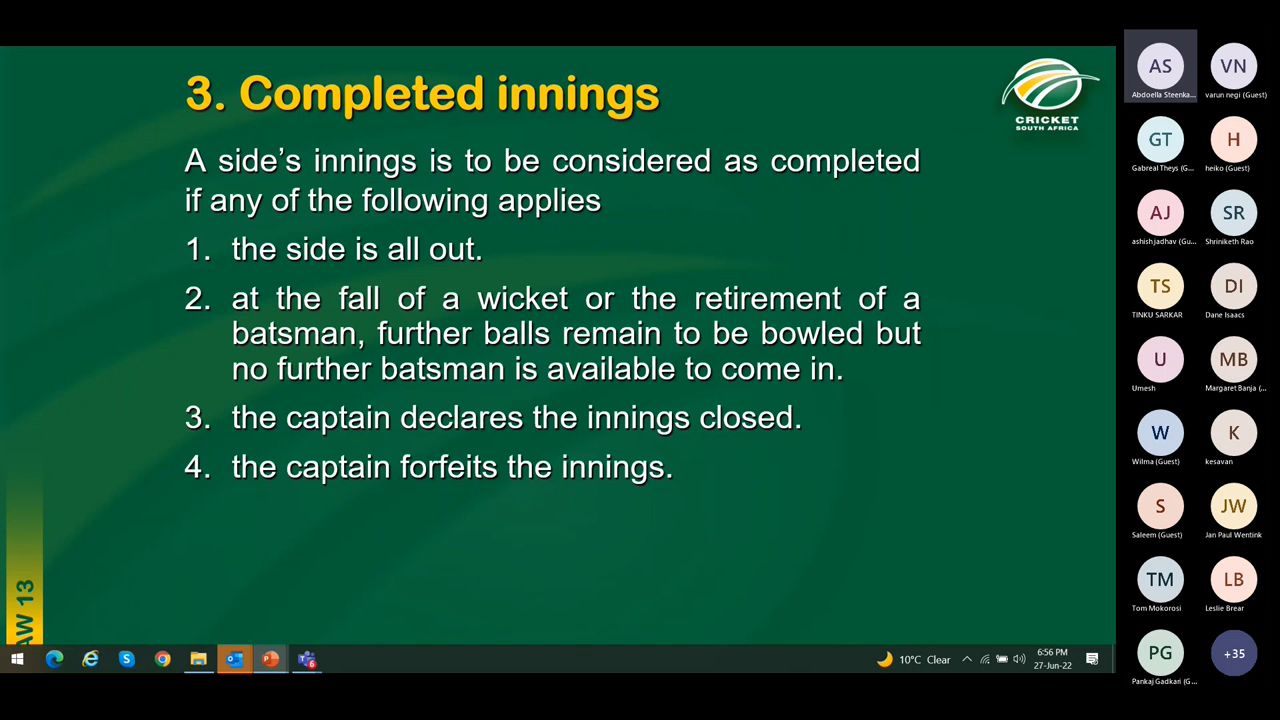 3. Completed innings
CRICKET
SOUTH AFRICA
A side's innings is to be considered as completed
if any of the following applies
1. the side is all out.
2. at the fall of a wicket or the retirement of a
batsman, further balls remain to be bowled but
no further batsman is available to come in.
3. the captain declares the innings closed.
4. the captain forfeits the innings.
AW 13
10°C Clear
6:56 PM
27-Jun-22
6
AS
Abdoella Steenka...
VN
varun negi (Guest)
GT
Gabreal Theys (G...
H
heiko (Guest)
AJ
ashish jadhav (Gu...
SR
Shriniketh Rao
TS
TINKU SARKAR
DI
Dane Isaacs
U
Umesh
MB
Margaret Banja (...
W
Wilma (Guest)
K
kesavan
S
Saleem (Guest)
JW
Jan Paul Wentink
TM
Tom Mokorosi
LB
Leslie Brear
PG
Pankaj Gadkari (G...
+35